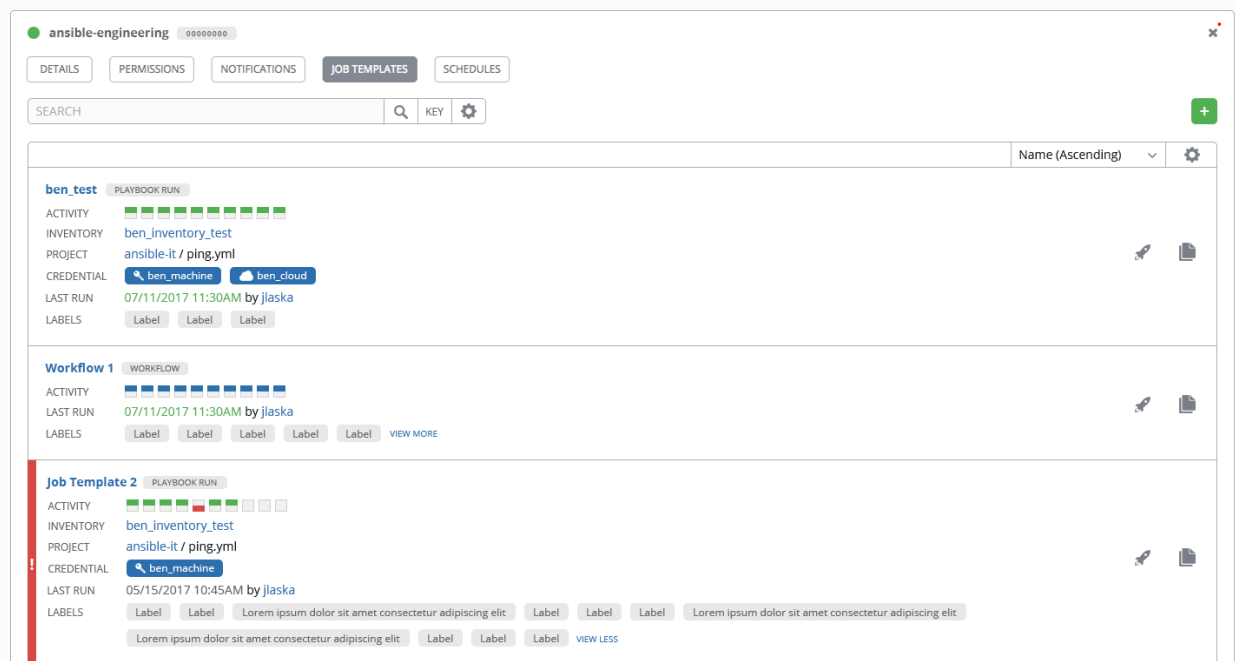 ansible-engineering 00000000
DETAILS PERMISSIONS NOTIFICATIONS JOB TEMPLATES SCHEDULES
SEARCH KEY
Name (Ascending)
ben_test PLAYBOOK RUN
ACTIVITY
INVENTORY ben_inventory_test
PROJECT ansible-it / ping.yml
CREDENTIAL ben_machine ben_cloud
LAST RUN 07/11/2017 11:30AM by jlaska
LABELS Label Label Label
Workflow 1 WORKFLOW
ACTIVITY
LAST RUN 07/11/2017 11:30AM by jlaska
LABELS Label Label Label Label Label VIEW MORE
Job Template 2 PLAYBOOK RUN
ACTIVITY
INVENTORY ben_inventory_test
PROJECT ansible-it / ping.yml
CREDENTIAL ben_machine
LAST RUN 05/15/2017 10:45AM by jlaska
LABELS Label Label Lorem ipsum dolor sit amet consectetur adipiscing elit Label Label Label Lorem ipsum dolor sit amet consectetur adipiscing elit
Lorem ipsum dolor sit amet consectetur adipiscing elit Label Label Label VIEW LESS